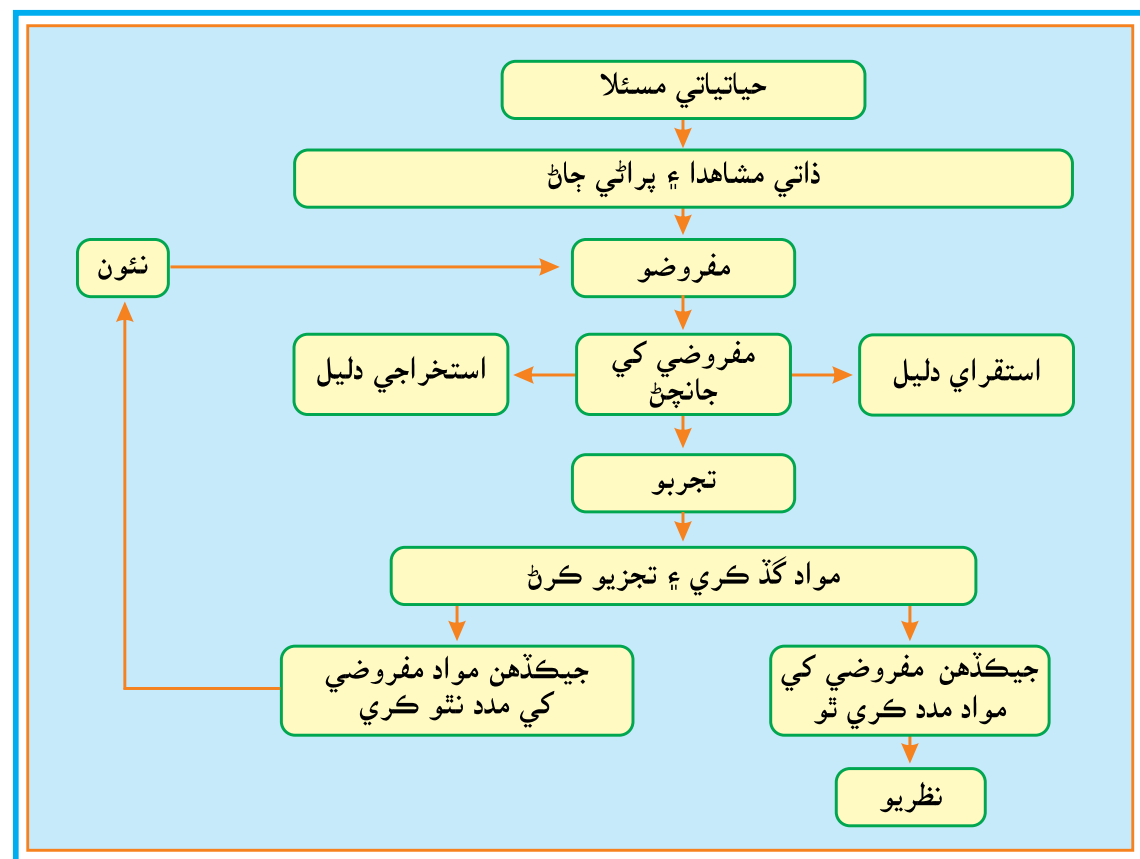 حياتياتي مسئلا
ذاتي مشاهدا ۽ پراڻي ڄاڻ
مفروضو
نئون
استقراي دليل
مفروضي کي
جانچڻ
استخراجي دليل
تجربو
مواد گڏ ڪري ۽ تجزيو ڪرڻ
جيڪڏهن مفروضي کي
مواد مدد ڪري ٿو
جيڪڏهن مواد مفروضي
کي مدد نٿو ڪري
نظريو